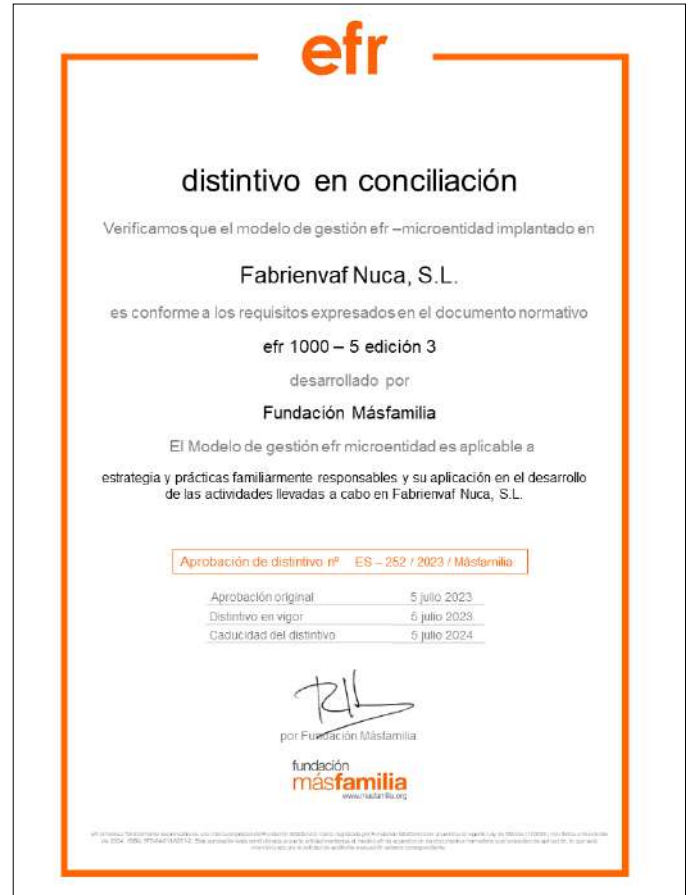 efr
distintivo en conciliación
Verificamos que el modelo de gestión efr –microentidad implantado en
Fabrienvaf Nuca, S.L.
es conforme a los requisitos expresados en el documento normativo
efr 1000 – 5 edición 3
desarrollado por
Fundación Másfamilia
El Modelo de gestión efr microentidad es aplicable a
estrategia y prácticas familiarmente responsables y su aplicación en el desarrollo
de las actividades llevadas a cabo en Fabrienvaf Nuca, S.L.
Aprobación de distintivo nº ES – 252 / 2023 / Másfamilia
Aprobación original 5 julio 2023
Distintivo en vigor 5 julio 2023
Caducidad del distintivo 5 julio 2024
por Fundación Másfamilia
fundación
másfamilia
www.masfamilia.org